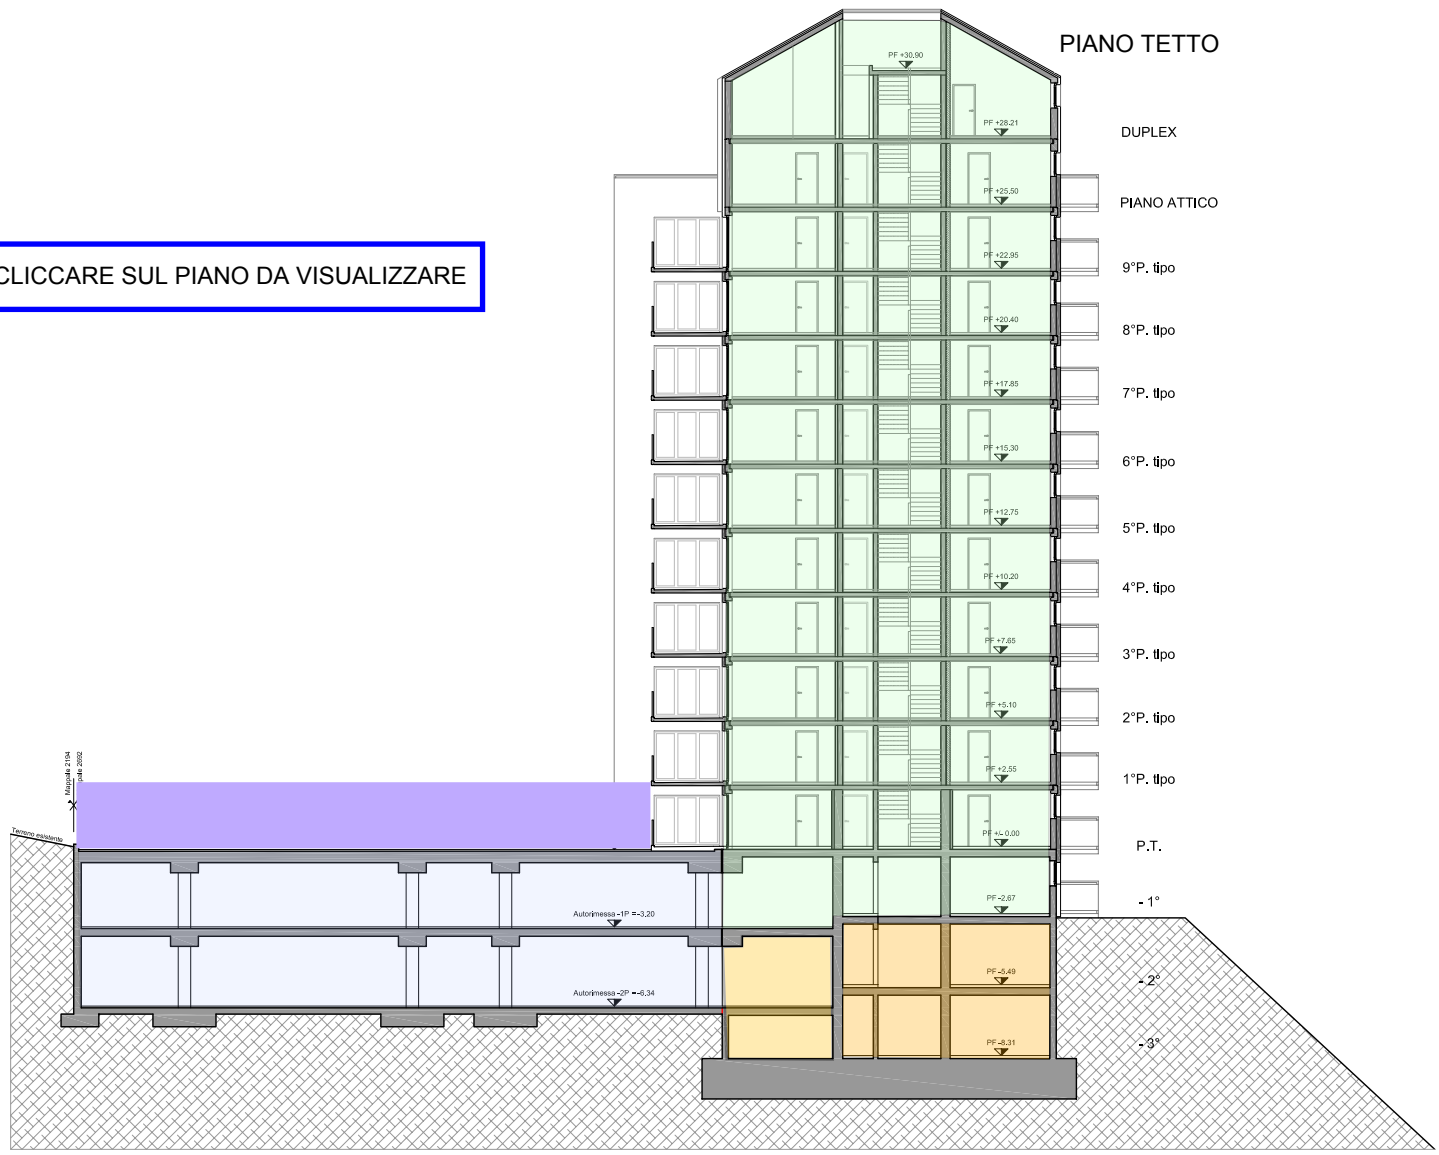 PIANO TETTO
PF +30.90
PF +28.21
DUPLEX
PF +25.50
PIANO ATTICO
CLICCARE SUL PIANO DA VISUALIZZARE
PF +22.95
9°P. tipo
PF +20.40
8°P. tipo
PF +17.85
7°P. tipo
PF +15.30
6°P. tipo
PF +12.75
5°P. tipo
PF +10.20
4°P. tipo
PF +7.65
3°P. tipo
PF +5.10
2°P. tipo
Mappale 2194
pale 2692
PF +2.55
1°P. tipo
Terreno esistente
PF +/- 0.00
P.T.
PF -2.67
- 1°
Autorimessa -1P =-3,20
PF -5.49
- 2°
Autorimessa -2P =-6,34
PF -8.31
- 3°